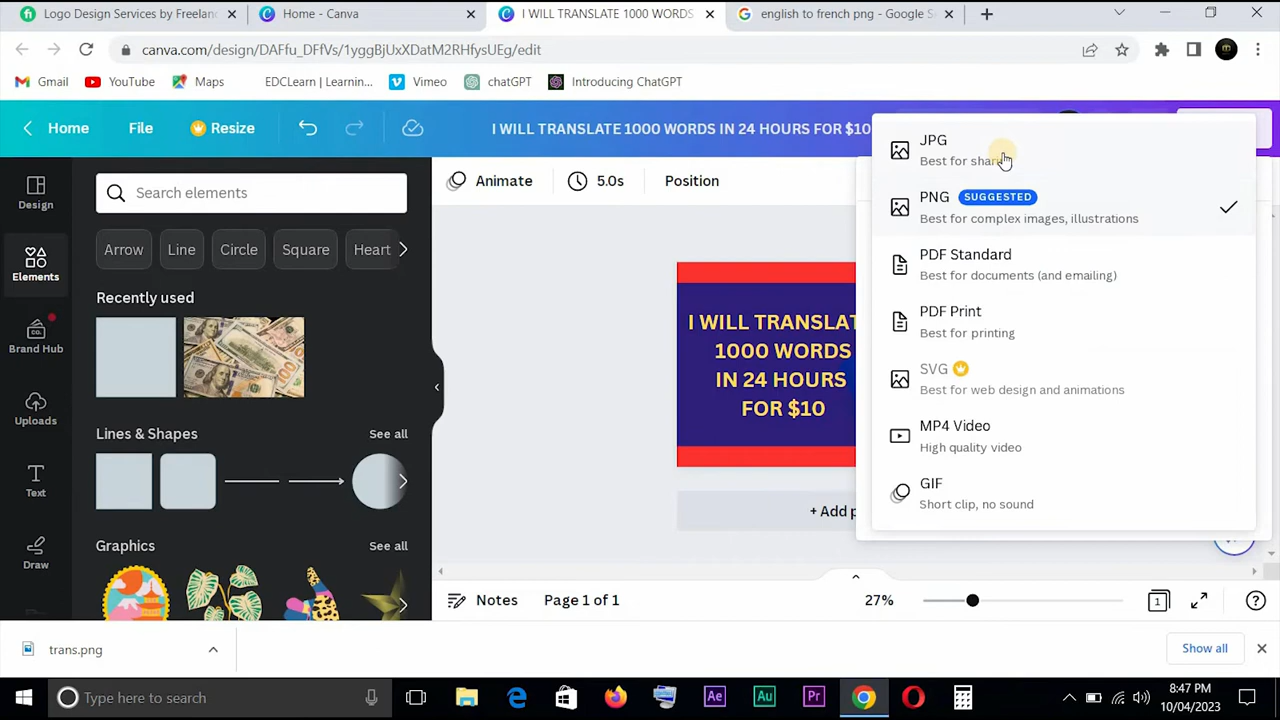 Logo Design Services by Freelan
Home - Canva
I WILL TRANSLATE 1000 WORDS
english to french png - Google S
canva.com/design/DAFfu_DFfVs/1yggBjUxXDatM2RHfysUEg/edit
Gmail
YouTube
Maps
EDCLearn | Learnin...
Vimeo
chatGPT
Introducing ChatGPT
Home
File
Resize
I WILL TRANSLATE 1000 WORDS IN 24 HOURS FOR $10
Design
Elements
Brand Hub
Uploads
Text
Draw
Search elements
Arrow
Line
Circle
Square
Heart
Recently used
Lines & Shapes
See all
Graphics
See all
Animate
5.0s
Position
I WILL TRANSLAT
1000 WORDS
IN 24 HOURS
FOR $10
+ Add p
JPG
Best for shar
PNG SUGGESTED
Best for complex images, illustrations
PDF Standard
Best for documents (and emailing)
PDF Print
Best for printing
SVG
Best for web design and animations
MP4 Video
High quality video
GIF
Short clip, no sound
Notes
Page 1 of 1
27%
1
trans.png
Show all
Type here to search
Ae
Au
Pr
8:47 PM
10/04/2023